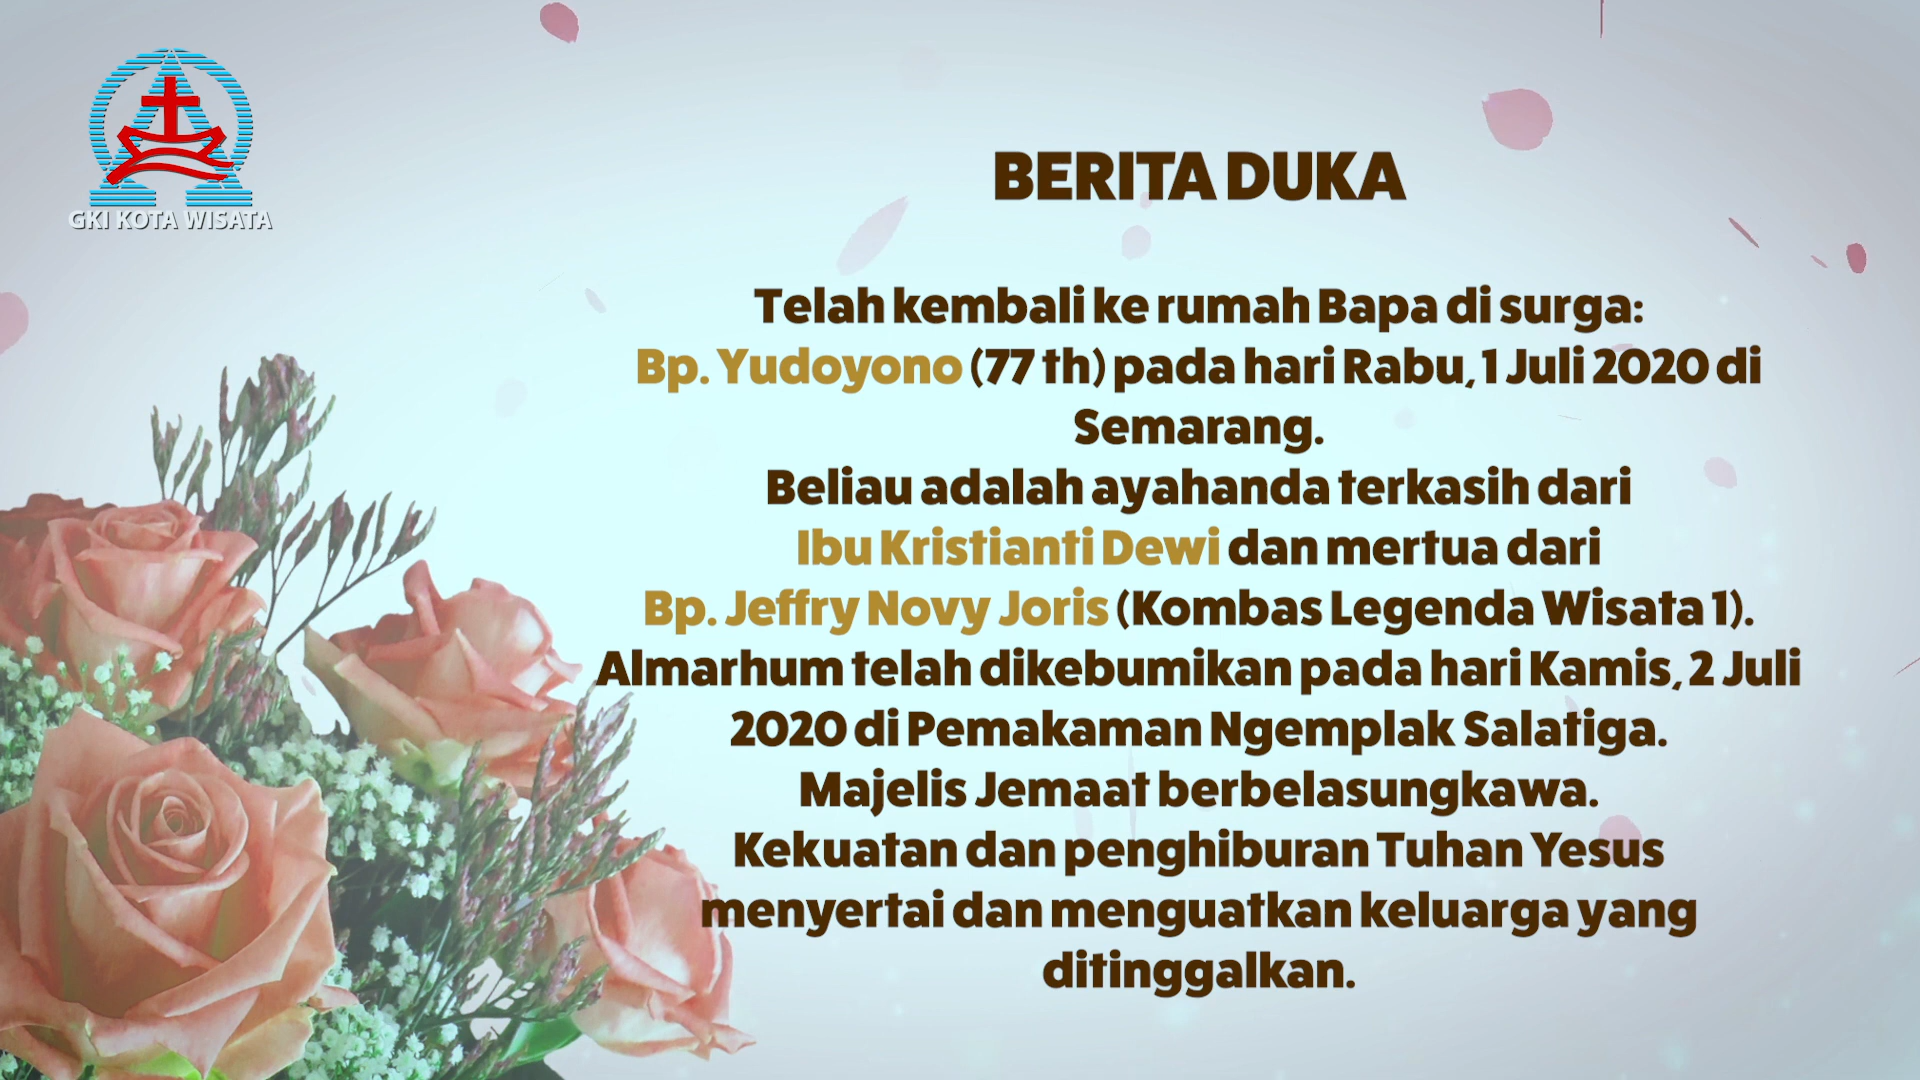 GKI KOTA WISATA
BERITA DUKA
Telah kembali ke rumah Bapa di surga:
Bp. Yudoyono (77 th) pada hari Rabu, 1 Juli 2020 di
Semarang.
Beliau adalah ayahanda terkasih dari
Ibu Kristianti Dewi dan mertua dari
Bp. Jeffry Novy Joris (Kombas Legenda Wisata 1).
Almarhum telah dikebumikan pada hari Kamis, 2 Juli
2020 di Pemakaman Ngemplak Salatiga.
Majelis Jemaat berbelasungkawa.
Kekuatan dan penghiburan Tuhan Yesus
menyertai dan menguatkan keluarga yang
ditinggalkan.